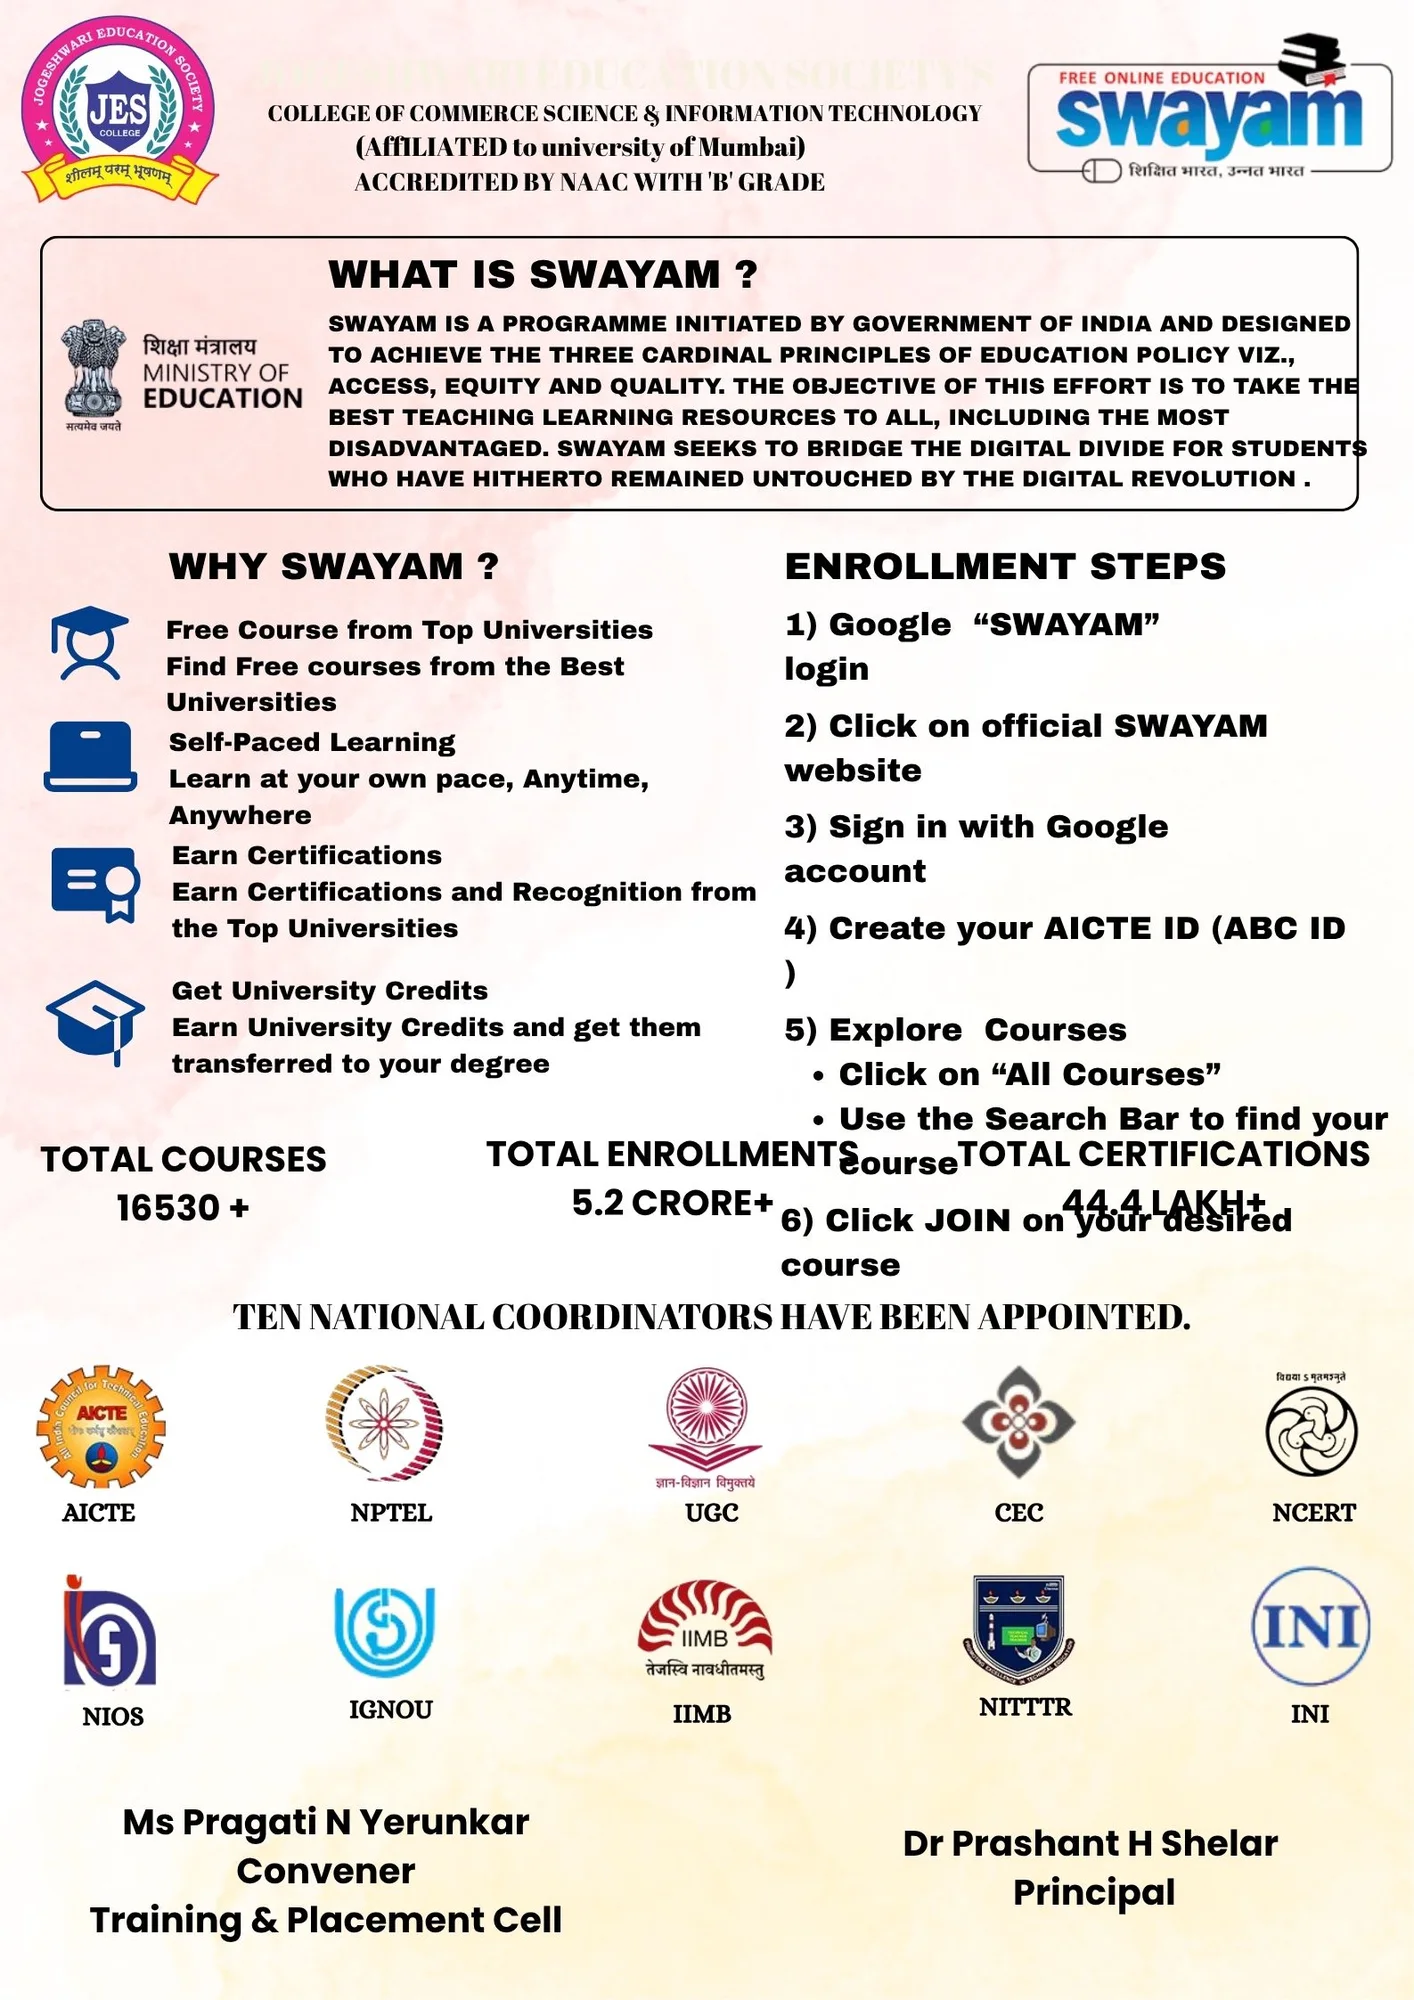 JOGESHWARI EDUCATION SOCIETY
JES
COLLEGE
शीलम् परम् भूषणम्
JOGESHWARI EDUCATION SOCIETY'S
COLLEGE OF COMMERCE SCIENCE & INFORMATION TECHNOLOGY
(AffILIATED to university of Mumbai)
ACCREDITED BY NAAC WITH 'B' GRADE
FREE ONLINE EDUCATION
swayam
शिक्षित भारत, उन्नत भारत
WHAT IS SWAYAM ?
शिक्षा मंत्रालय
MINISTRY OF
EDUCATION
सत्यमेव जयते
SWAYAM IS A PROGRAMME INITIATED BY GOVERNMENT OF INDIA AND DESIGNED
TO ACHIEVE THE THREE CARDINAL PRINCIPLES OF EDUCATION POLICY VIZ.,
ACCESS, EQUITY AND QUALITY. THE OBJECTIVE OF THIS EFFORT IS TO TAKE THE
BEST TEACHING LEARNING RESOURCES TO ALL, INCLUDING THE MOST
DISADVANTAGED. SWAYAM SEEKS TO BRIDGE THE DIGITAL DIVIDE FOR STUDENTS
WHO HAVE HITHERTO REMAINED UNTOUCHED BY THE DIGITAL REVOLUTION .
WHY SWAYAM ?
Free Course from Top Universities
Find Free courses from the Best
Universities
Self-Paced Learning
Learn at your own pace, Anytime,
Anywhere
Earn Certifications
Earn Certifications and Recognition from
the Top Universities
Get University Credits
Earn University Credits and get them
transferred to your degree
ENROLLMENT STEPS
1) Google “SWAYAM”
login
2) Click on official SWAYAM
website
3) Sign in with Google
account
4) Create your AICTE ID (ABC ID
)
5) Explore Courses
• Click on “All Courses”
• Use the Search Bar to find your
course
6) Click JOIN on your desired
course
TOTAL COURSES
16530 +
TOTAL ENROLLMENTS
5.2 CRORE+
TOTAL CERTIFICATIONS
44.4 LAKH+
TEN NATIONAL COORDINATORS HAVE BEEN APPOINTED.
All India Council for Technical Education
AICTE
AICTE
NPTEL
ज्ञान-विज्ञान विमुक्तये
UGC
CEC
विद्यया ऽमृतमश्नुते
NCERT
NIOS
IGNOU
IIMB
तेजस्वि नावधीतमस्तु
IIMB
NITTTR
INI
INI
Ms Pragati N Yerunkar
Convener
Training & Placement Cell
Dr Prashant H Shelar
Principal